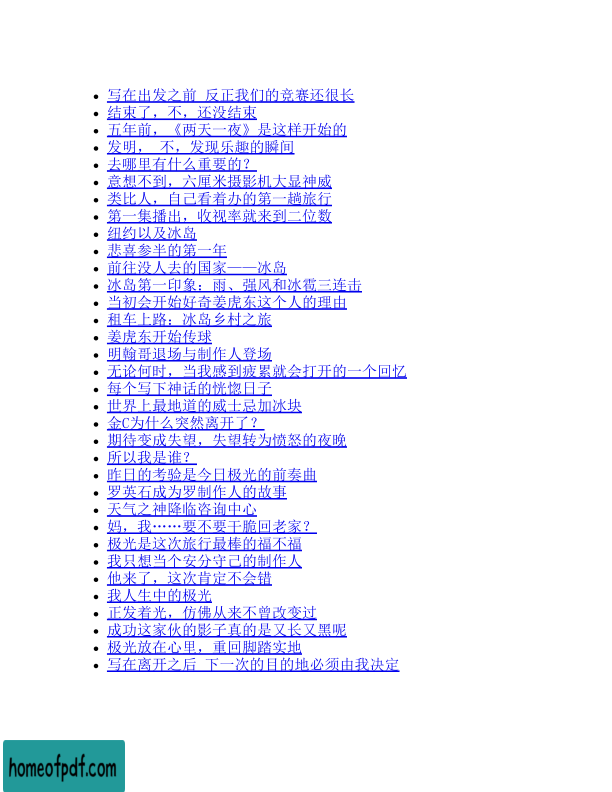 写在出发之前 反正我们的竞赛还很长
结束了，不，还没结束
五年前，《两天一夜》是这样开始的
发明， 不，发现乐趣的瞬间
去哪里有什么重要的？
意想不到，六厘米摄影机大显神威
类比人，自己看着办的第一趟旅行
第一集播出，收视率就来到二位数
纽约以及冰岛
悲喜参半的第一年
前往没人去的国家——冰岛
冰岛第一印象：雨、强风和冰雹三连击
当初会开始好奇姜虎东这个人的理由
租车上路：冰岛乡村之旅
姜虎东开始传球
明翰哥退场与制作人登场
无论何时，当我感到疲累就会打开的一个回忆
每个写下神话的恍惚日子
世界上最地道的威士忌加冰块
金C为什么突然离开了？
期待变成失望，失望转为愤怒的夜晚
所以我是谁？
昨日的考验是今日极光的前奏曲
罗英石成为罗制作人的故事
天气之神降临咨询中心
妈，我……要不要干脆回老家？
极光是这次旅行最棒的福不福
我只想当个安分守己的制作人
他来了，这次肯定不会错
我人生中的极光
正发着光，仿佛从来不曾改变过
成功这家伙的影子真的是又长又黑呢
极光放在心里，重回脚踏实地
写在离开之后 下一次的目的地必须由我决定
homeofpdf.com